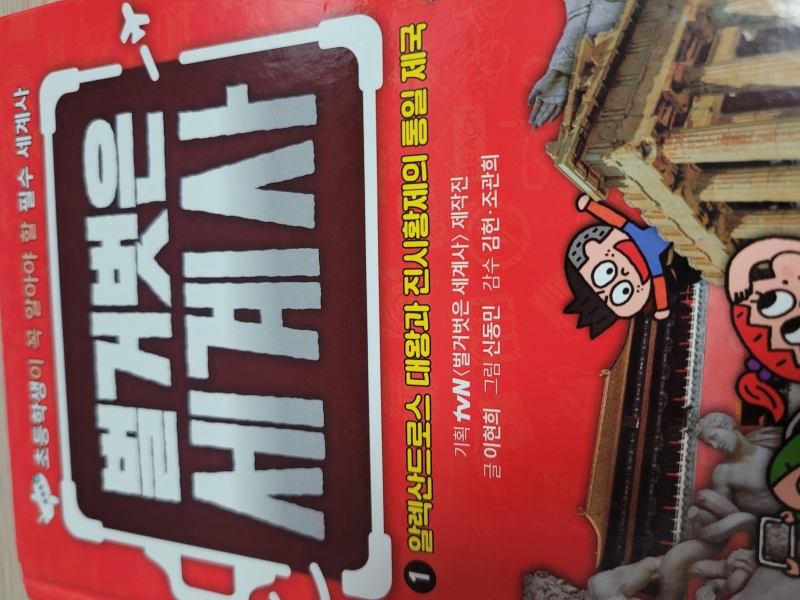 초등학생이 꼭 알아야 할 필수 세계사
벌거벗은
세계사
1 알렉산드로스 대왕과 진시황제의 통일 제국
기획 tvN〈벌거벗은 세계사〉 제작진
글 이현희 그림 신동민 감수 김헌·조관희